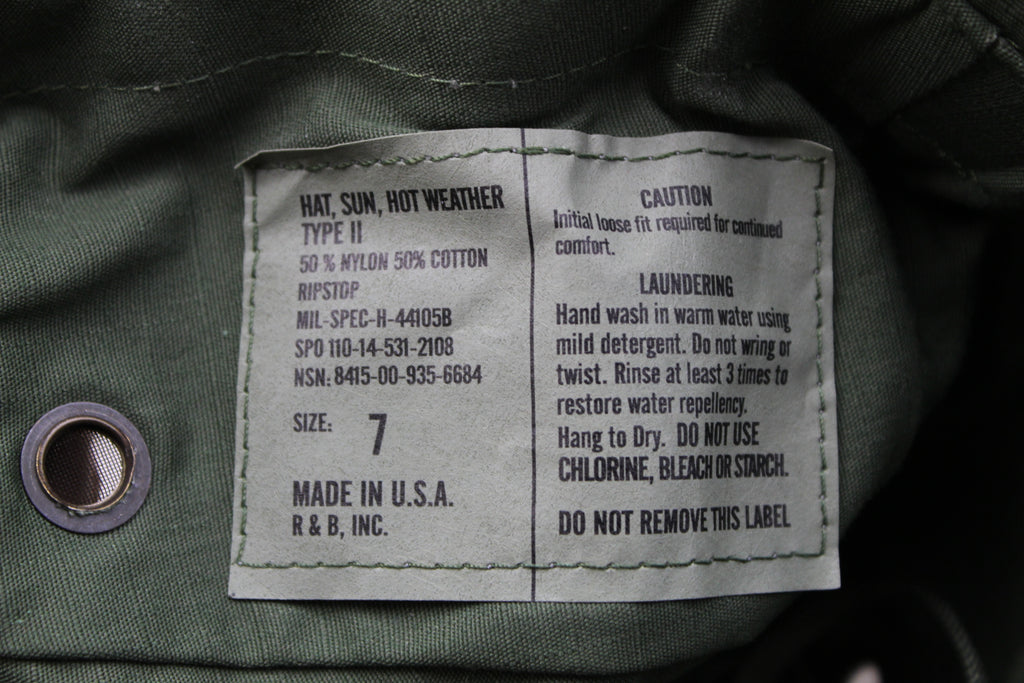 HAT, SUN, HOT WEATHER
TYPE II
50 % NYLON 50% COTTON
RIPSTOP
MIL-SPEC-H-44105B
SPO 110-14-531-2108
NSN: 8415-00-935-6684
SIZE: 7
MADE IN U.S.A.
R & B, INC.
CAUTION
Initial loose fit required for continued
comfort.
LAUNDERING
Hand wash in warm water using
mild detergent. Do not wring or
twist. Rinse at least 3 times to
restore water repellency.
Hang to Dry. DO NOT USE
CHLORINE, BLEACH OR STARCH.
DO NOT REMOVE THIS LABEL